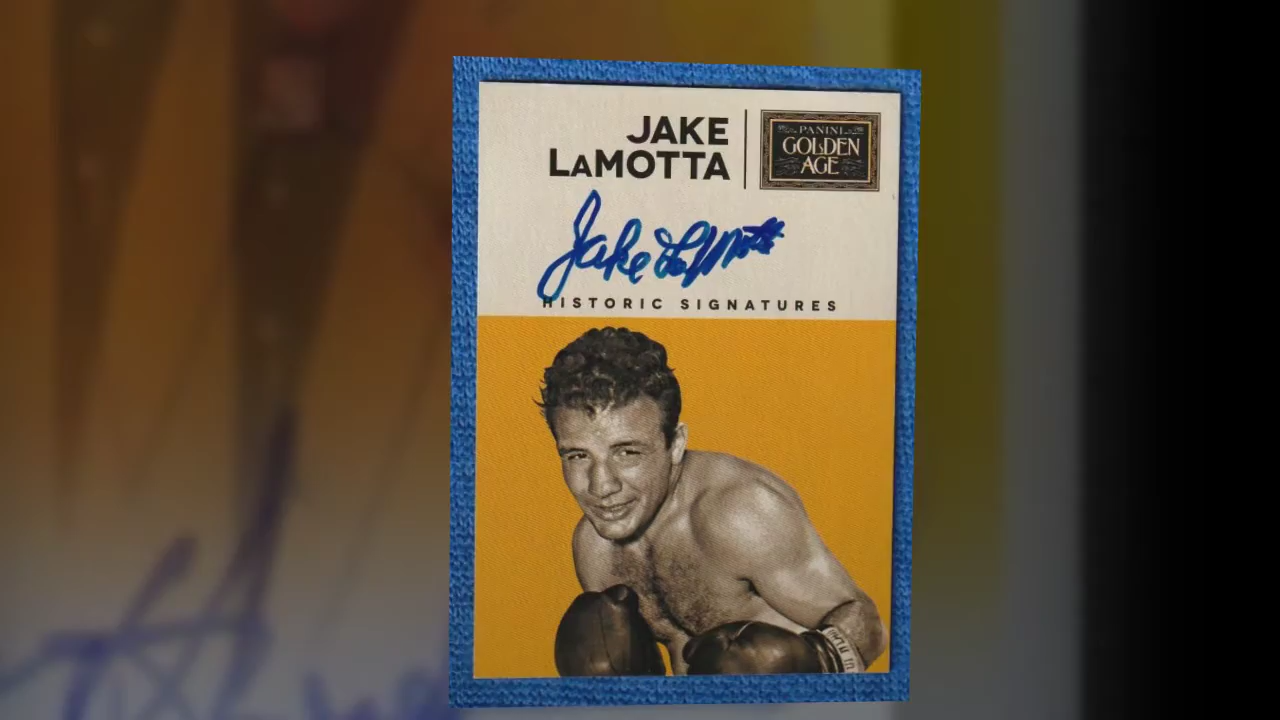 JAKE
LAMOTTA
PANINI
GOLDEN
AGE
Jake LaMotta
HISTORIC SIGNATURES